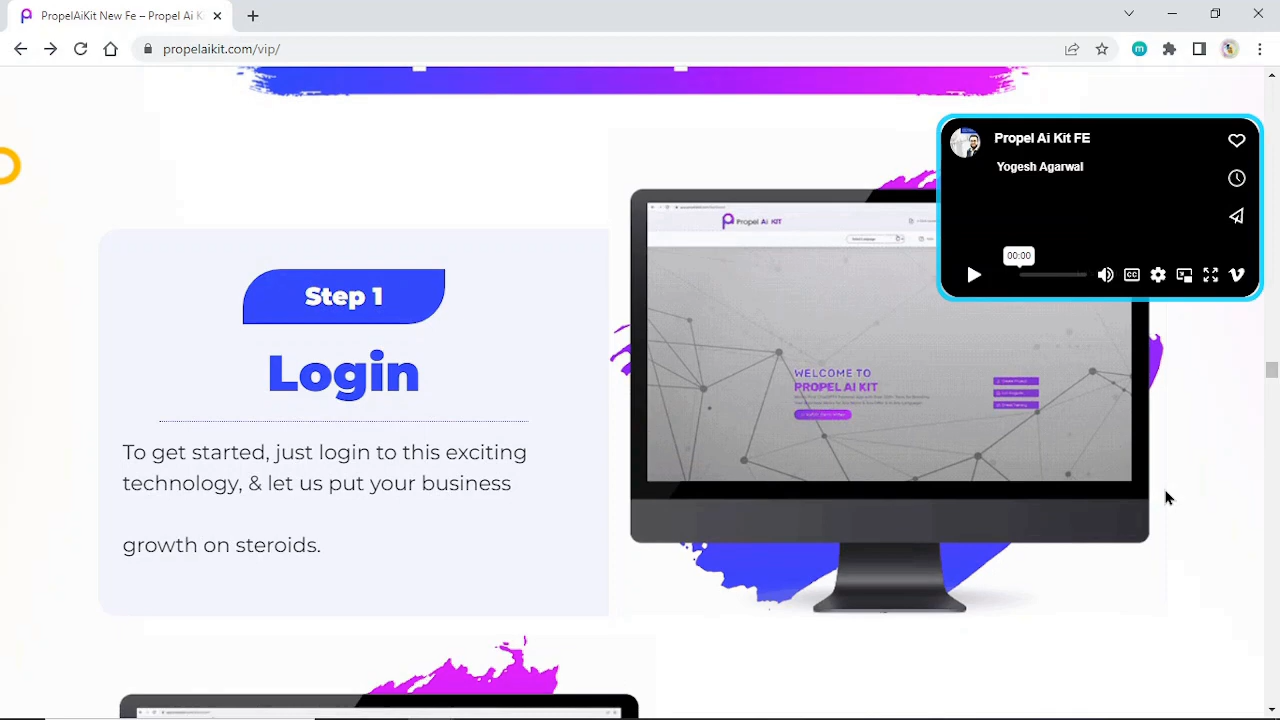 PropelAiKit New Fe – Propel Ai K
propelaikit.com/vip/
m
Propel Ai Kit FE
Yogesh Agarwal
00:00
CC
Step 1
Login
To get started, just login to this exciting
technology, & let us put your business
growth on steroids.
Propel Ai KIT
WELCOME TO
PROPEL AI KIT